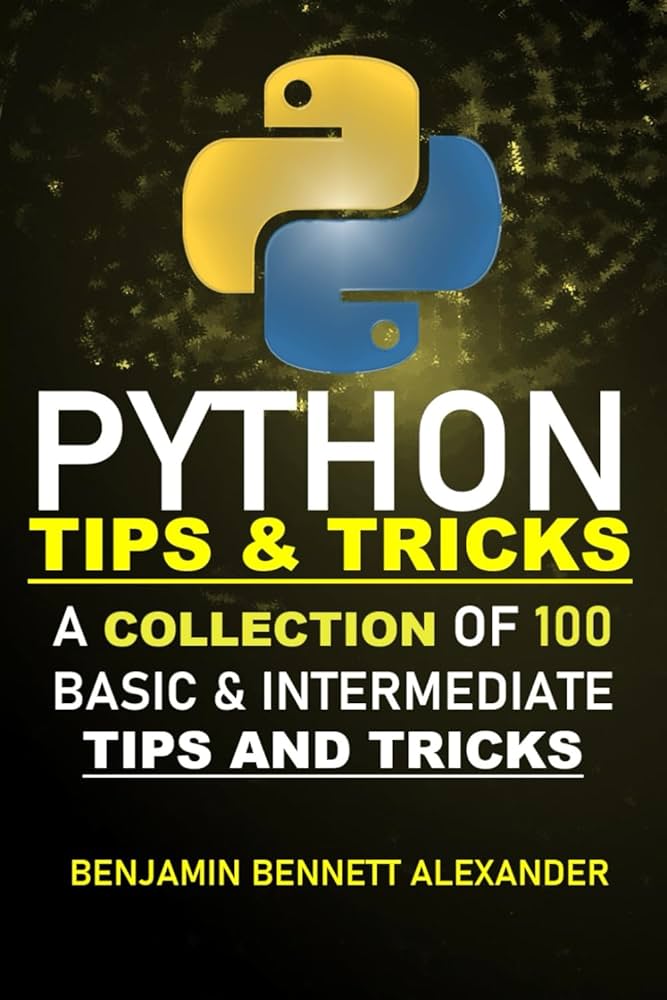 PYTHON
TIPS & TRICKS
A COLLECTION OF 100
BASIC & INTERMEDIATE
TIPS AND TRICKS
BENJAMIN BENNETT ALEXANDER